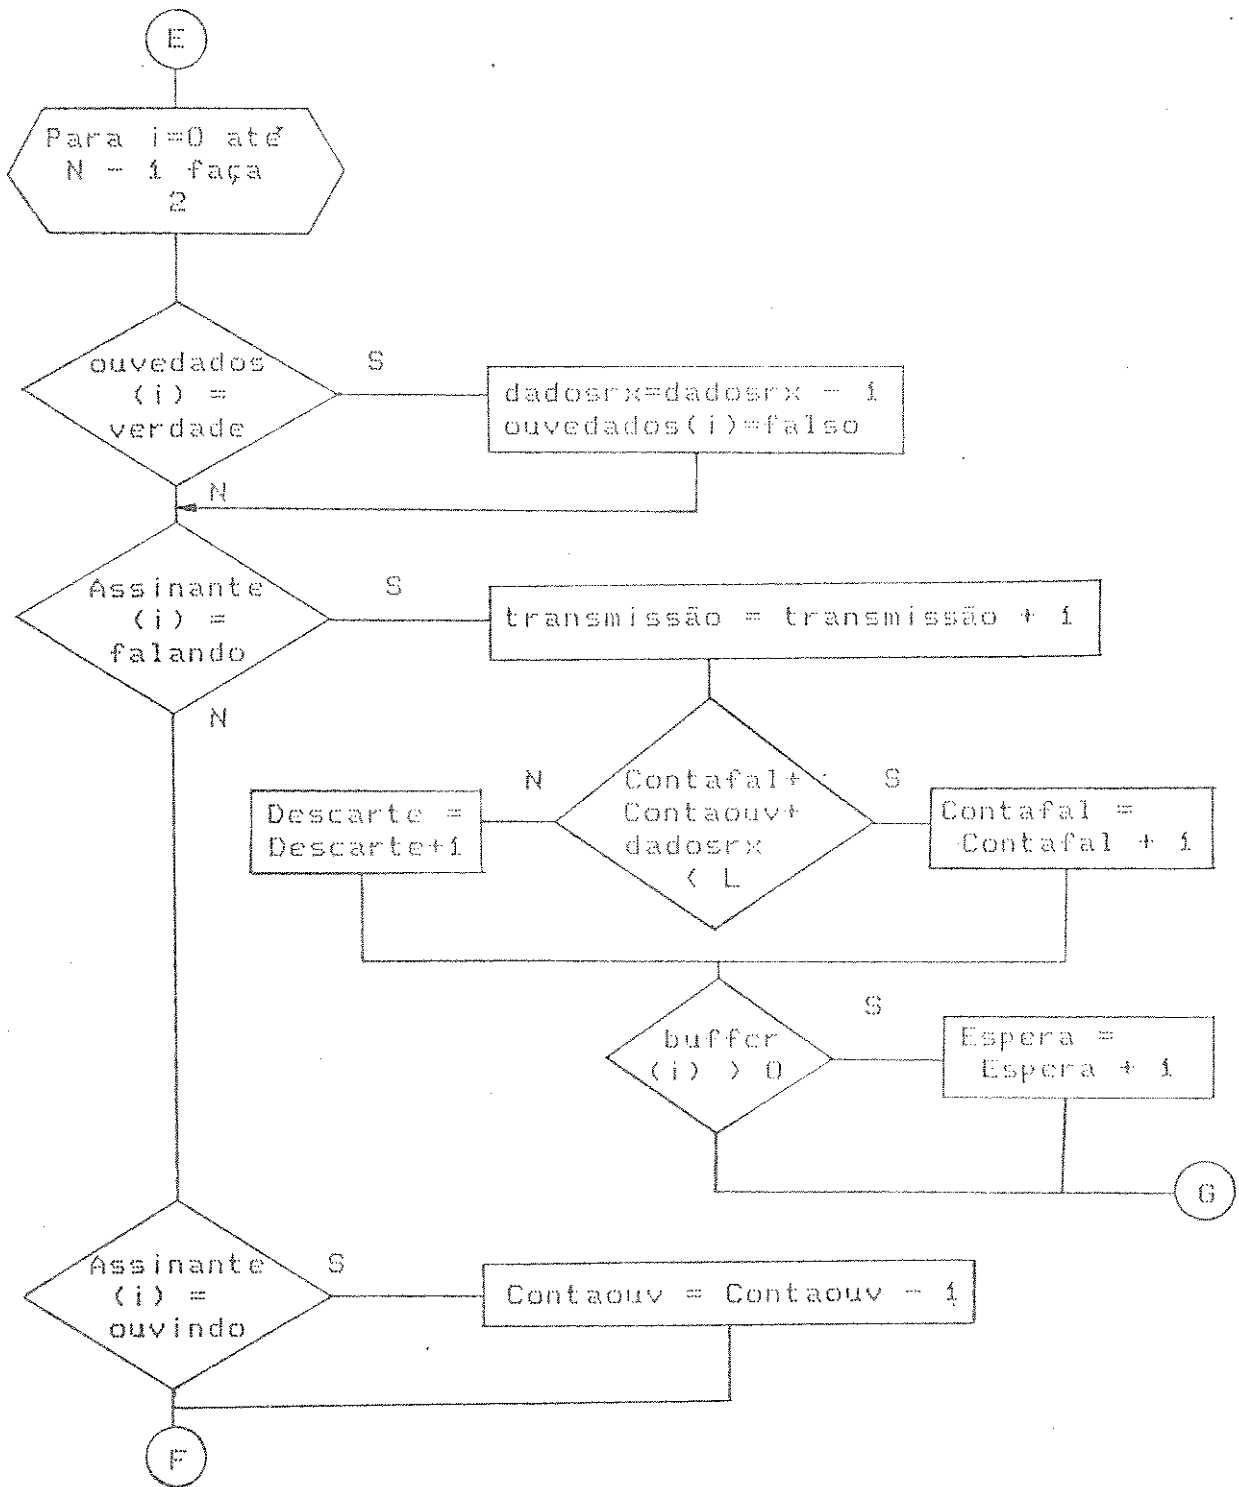 E
Para i=0 até
N - 1 faça
2
ouvedados
(i) =
verdade
S
dadosrx=dadosrx - 1
ouvedados(i)=falso
N
Assinante
(i) =
falando
S
transmissão = transmissão + 1
N
Contafal+
Contaouv+
dadosrx
< L
N
Descarte =
Descarte+1
S
Contafal =
Contafal + 1
buffer
(i) > 0
S
Espera =
Espera + 1
G
Assinante
(i) =
ouvindo
S
Contaouv = Contaouv - 1
F